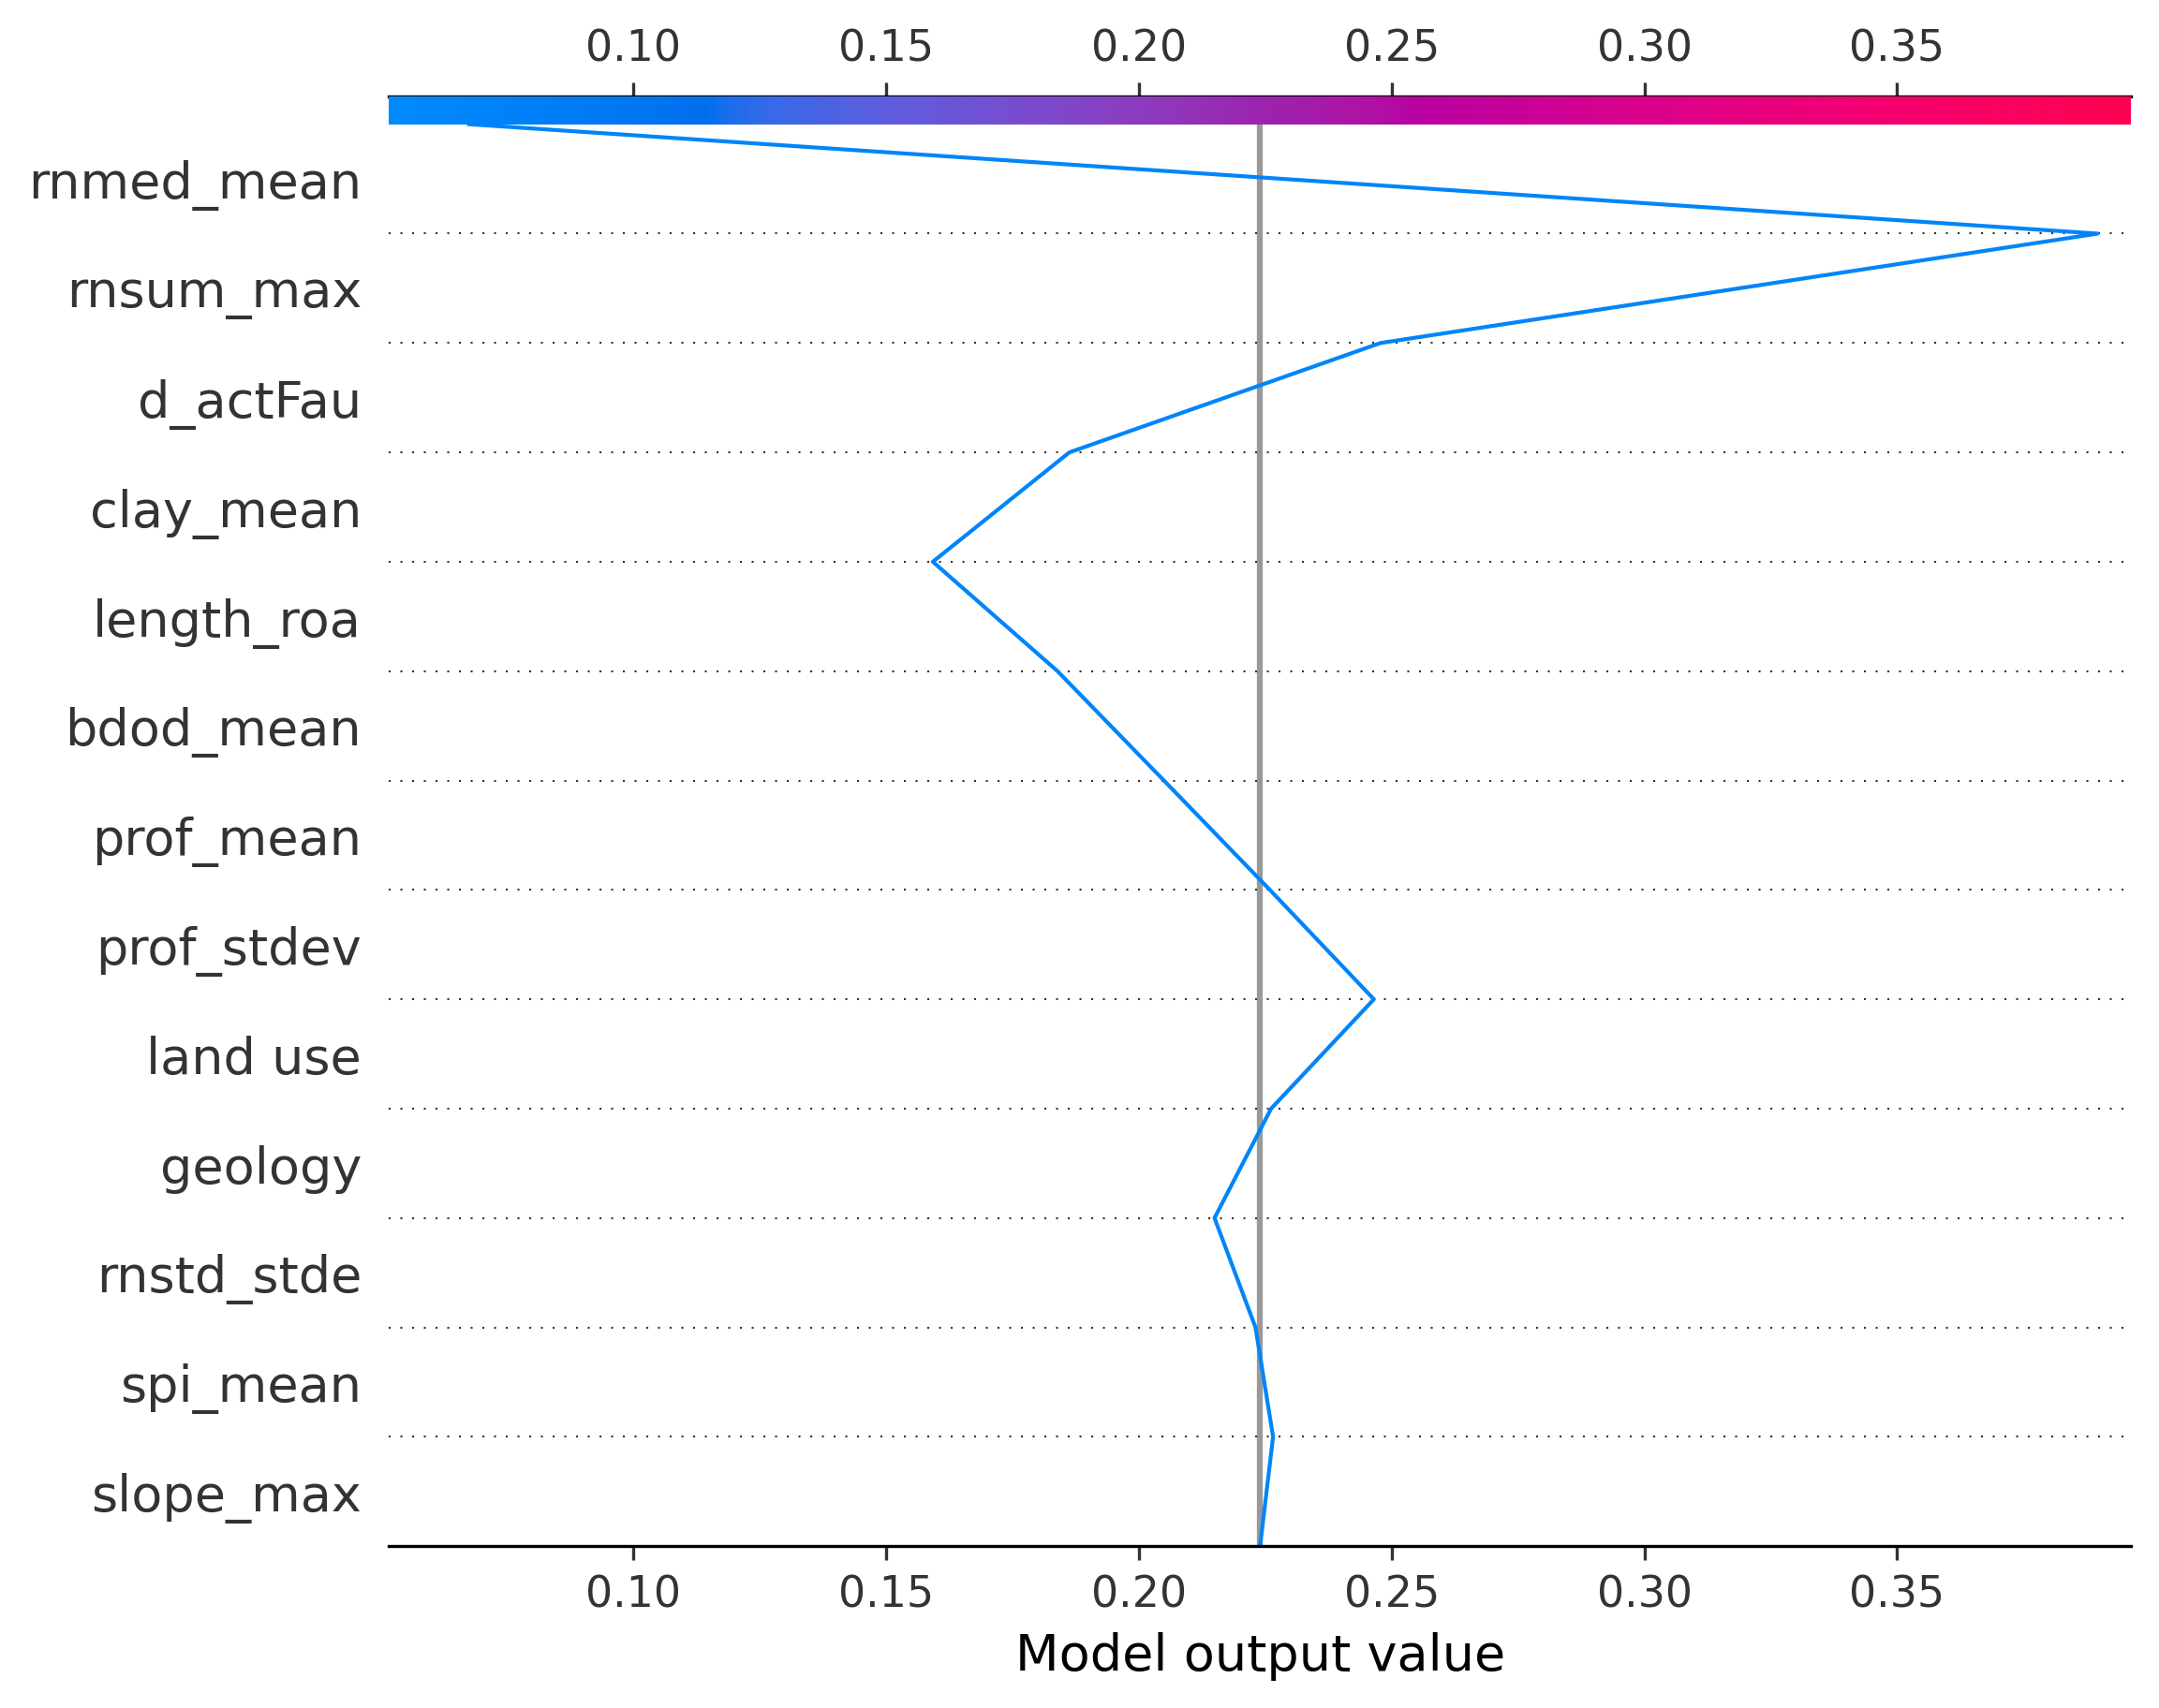 0.10 0.15 0.20 0.25 0.30 0.35
rnmed_mean
rnsum_max
d_actFau
clay_mean
length_roa
bdod_mean
prof_mean
prof_stdev
land use
geology
rnstd_stde
spi_mean
slope_max
0.10 0.15 0.20 0.25 0.30 0.35
Model output value